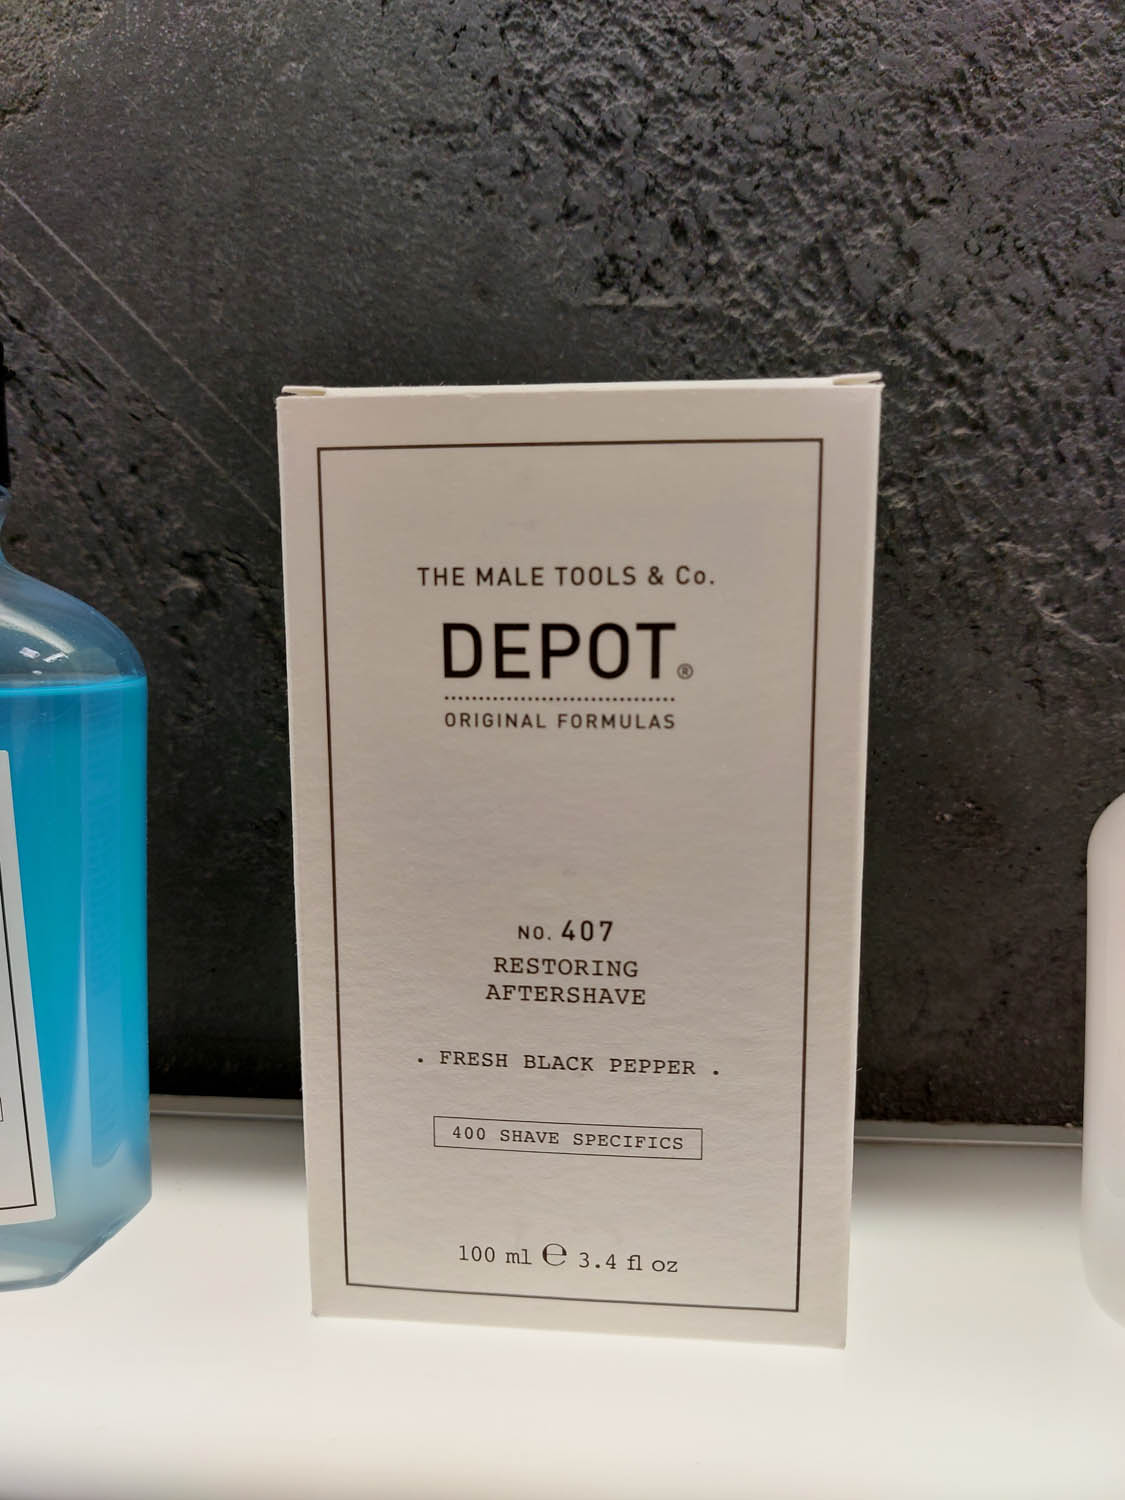 THE MALE TOOLS & Co.
DEPOT®
ORIGINAL FORMULAS
NO. 407
RESTORING
AFTERSHAVE
. FRESH BLACK PEPPER .
400 SHAVE SPECIFICS
100 ml ℮ 3.4 fl oz